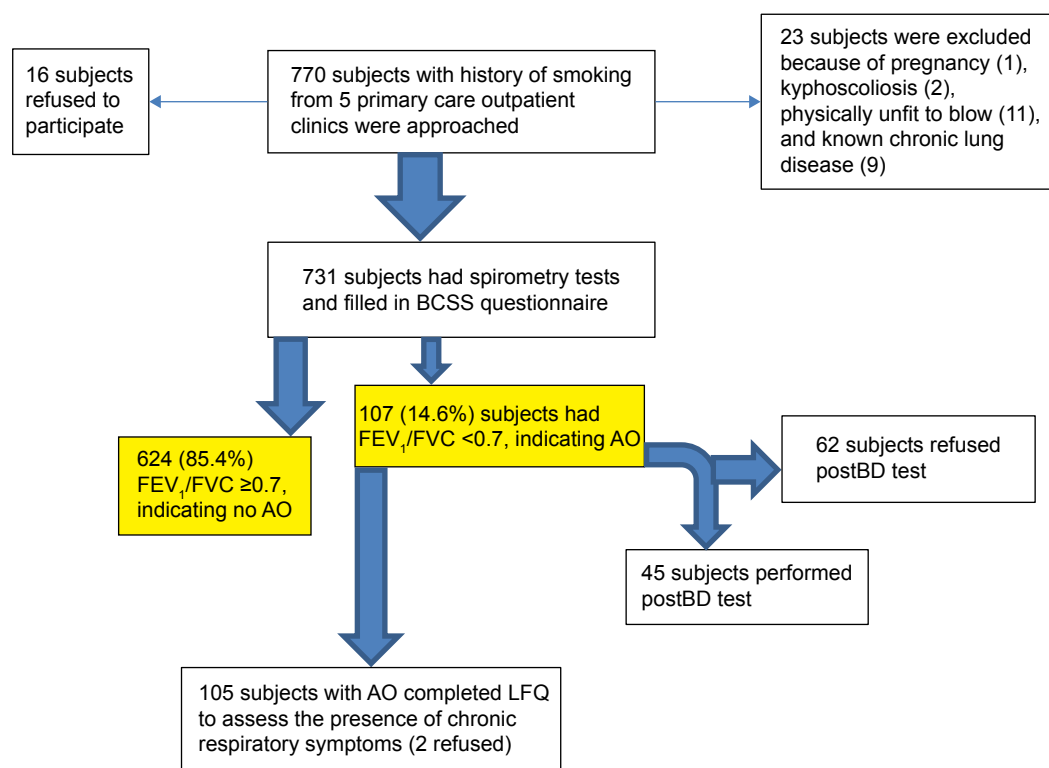 16 subjects
refused to
participate
770 subjects with history of smoking
from 5 primary care outpatient
clinics were approached
23 subjects were excluded
because of pregnancy (1),
kyphoscoliosis (2),
physically unfit to blow (11),
and known chronic lung
disease (9)
731 subjects had spirometry tests
and filled in BCSS questionnaire
624 (85.4%)
FEV₁/FVC ≥0.7,
indicating no AO
107 (14.6%) subjects had
FEV₁/FVC <0.7, indicating AO
62 subjects refused
postBD test
45 subjects performed
postBD test
105 subjects with AO completed LFQ
to assess the presence of chronic
respiratory symptoms (2 refused)